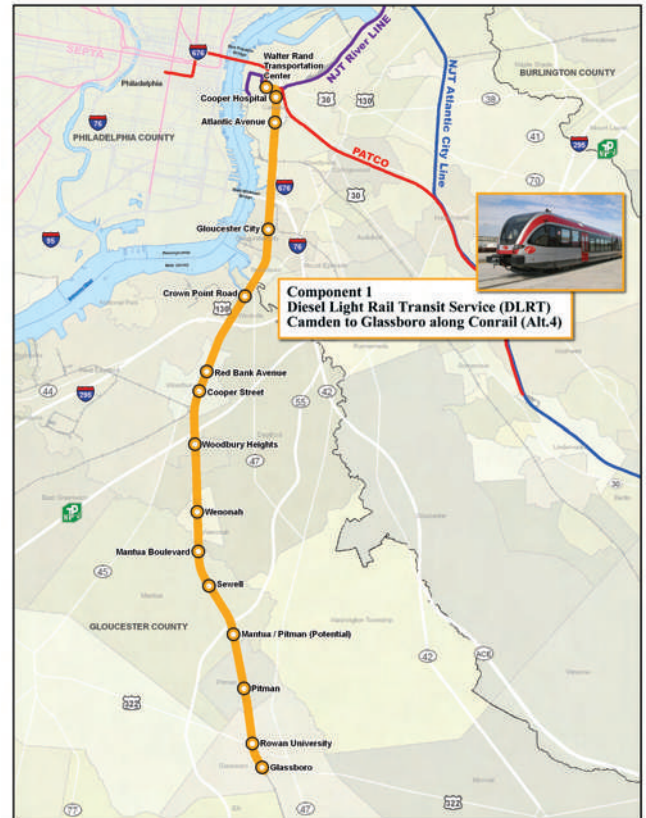 SEPTA
676
Walter Rand
Transportation
Center
NJT River LINE
NJT Atlantic City Line
BURLINGTON COUNTY
Philadelphia
Cooper Hospital
30
130
38
Atlantic Avenue
76
PHILADELPHIA COUNTY
41
295
PATCO
70
676
30
Gloucester City
76
95
Crown Point Road
130
Component 1
Diesel Light Rail Transit Service (DLRT)
Camden to Glassboro along Conrail (Alt.4)
Red Bank Avenue
Cooper Street
44
295
42
55
Woodbury Heights
47
30
Wenonah
Mantua Boulevard
45
Sewell
GLOUCESTER COUNTY
Mantua / Pitman (Potential)
Washington Township
42
ACE
Pitman
322
Rowan University
Glassboro
322
77
47